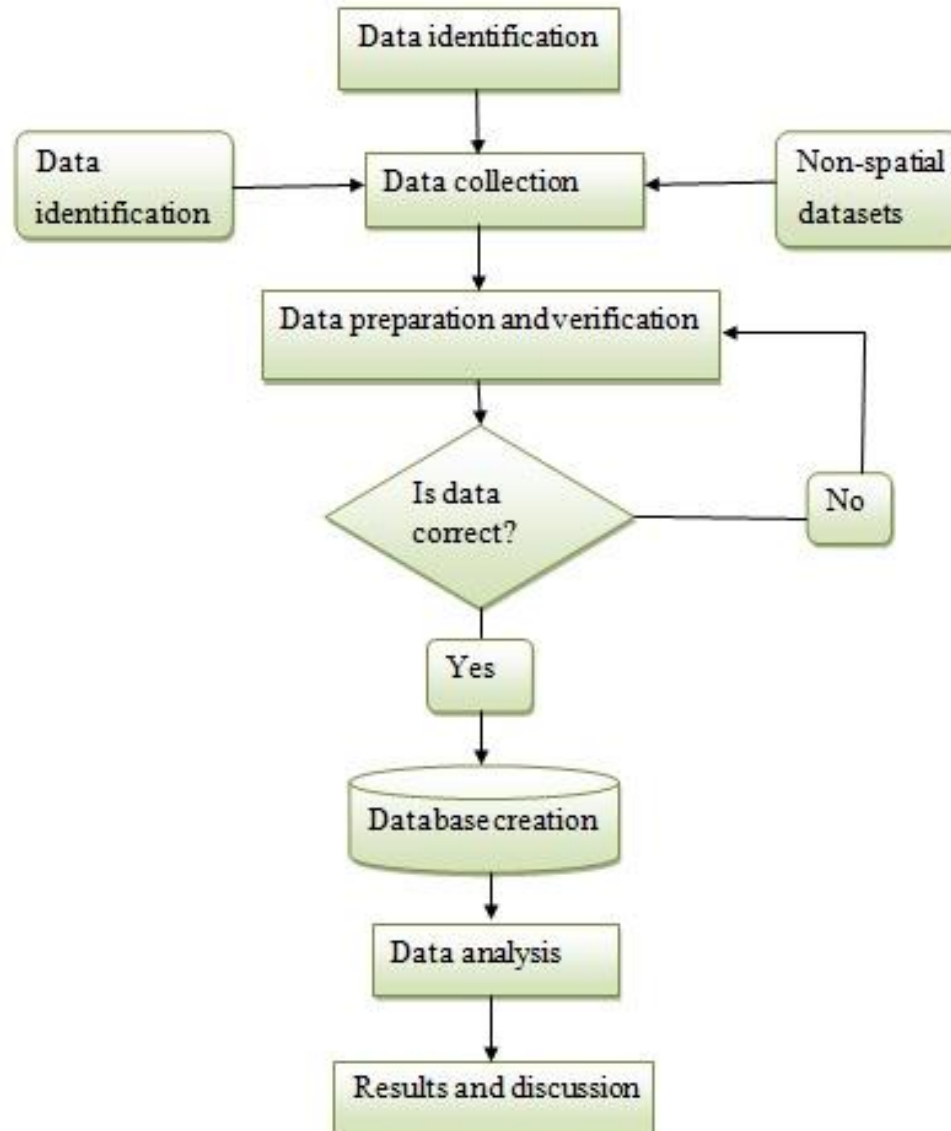 Data identification
Data
identification
Data collection
Non-spatial
datasets
Data preparation and verification
Is data
correct?
No
Yes
Database creation
Data analysis
Results and discussion